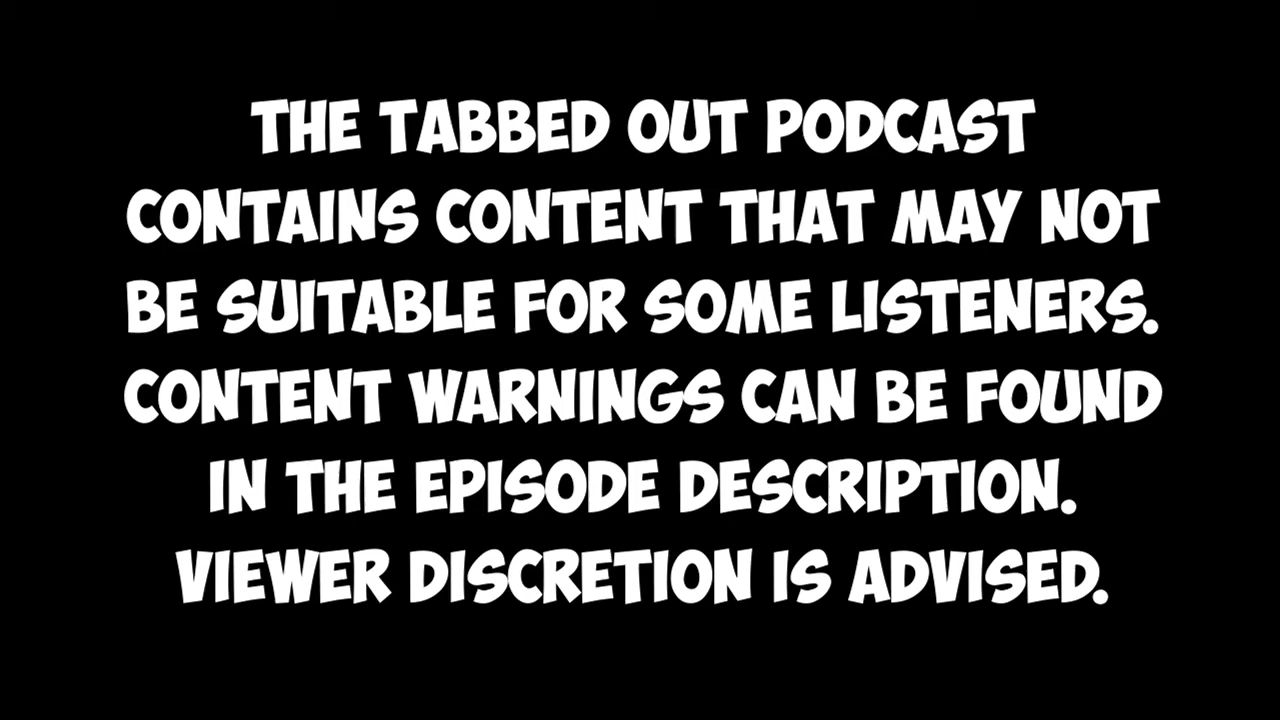 THE TABBED OUT PODCAST
CONTAINS CONTENT THAT MAY NOT
BE SUITABLE FOR SOME LISTENERS.
CONTENT WARNINGS CAN BE FOUND
IN THE EPISODE DESCRIPTION.
VIEWER DISCRETION IS ADVISED.